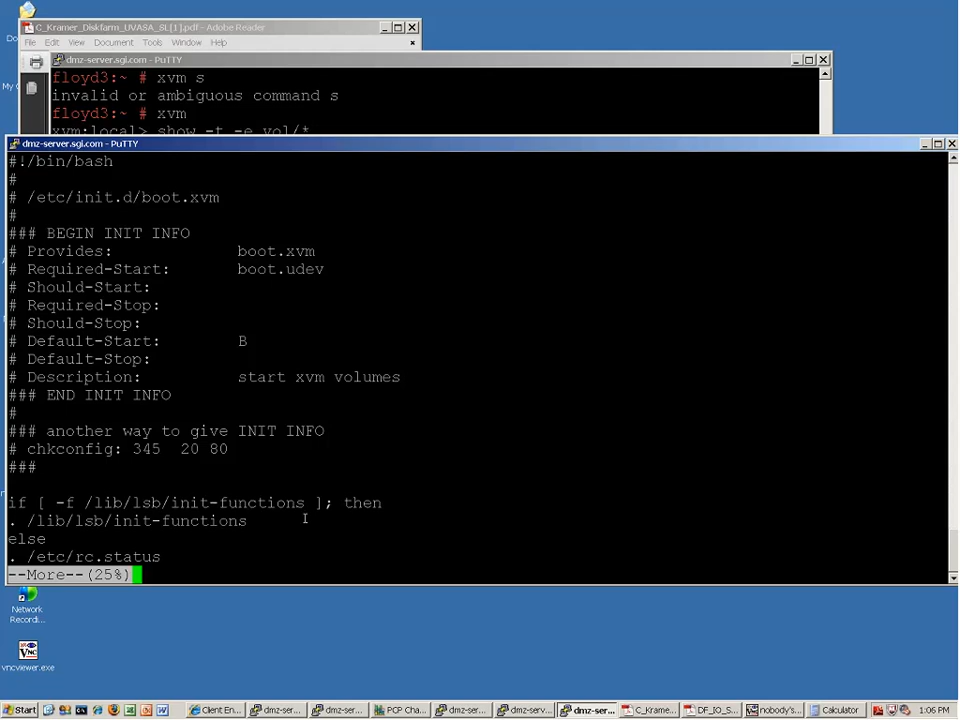 C_Kramer_Diskfarm_UVASA_SL[1].pdf - Adobe Reader
File Edit View Document Tools Window Help
dmz-server.sgi.com - PuTTY
floyd3:~ # xvm s
invalid or ambiguous command s
floyd3:~ # xvm
xvm:local> show -t -e vol/*
dmz-server.sgi.com - PuTTY
#!/bin/bash
#
# /etc/init.d/boot.xvm
#
### BEGIN INIT INFO
# Provides: boot.xvm
# Required-Start: boot.udev
# Should-Start:
# Required-Stop:
# Should-Stop:
# Default-Start: B
# Default-Stop:
# Description: start xvm volumes
### END INIT INFO
#
### another way to give INIT INFO
# chkconfig: 345 20 80
###
if [ -f /lib/lsb/init-functions ]; then
. /lib/lsb/init-functions
else
. /etc/rc.status
--More--(25%)
Network
Recordi...
vncviewer.exe
Start
Client En...
dmz-ser...
dmz-ser...
PCP Cha...
dmz-ser...
dmz-serv...
dmz-ser...
C_Krame...
DF_IO_S...
nobody's...
Calculator
1:06 PM